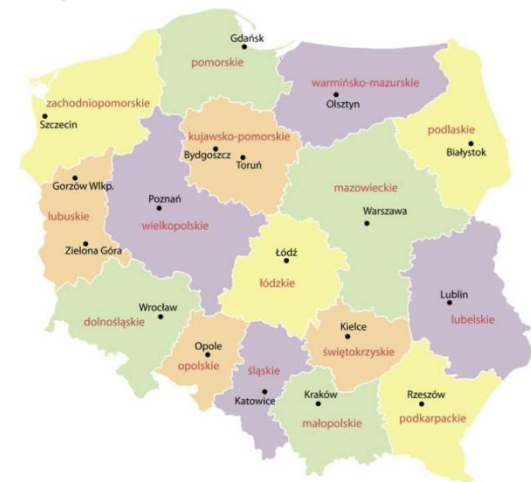 Gdańsk
pomorskie
warmińsko-mazurskie
Olsztyn
zachodniopomorskie
Szczecin
kujawsko-pomorskie
Bydgoszcz
Toruń
podlaskie
Białystok
Gorzów Wlkp.
lubuskie
Zielona Góra
Poznań
wielkopolskie
mazowieckie
Warszawa
Łódź
łódzkie
Wrocław
dolnośląskie
Opole
opolskie
śląskie
Katowice
Kielce
świętokrzyskie
Lublin
lubelskie
Kraków
małopolskie
Rzeszów
podkarpackie